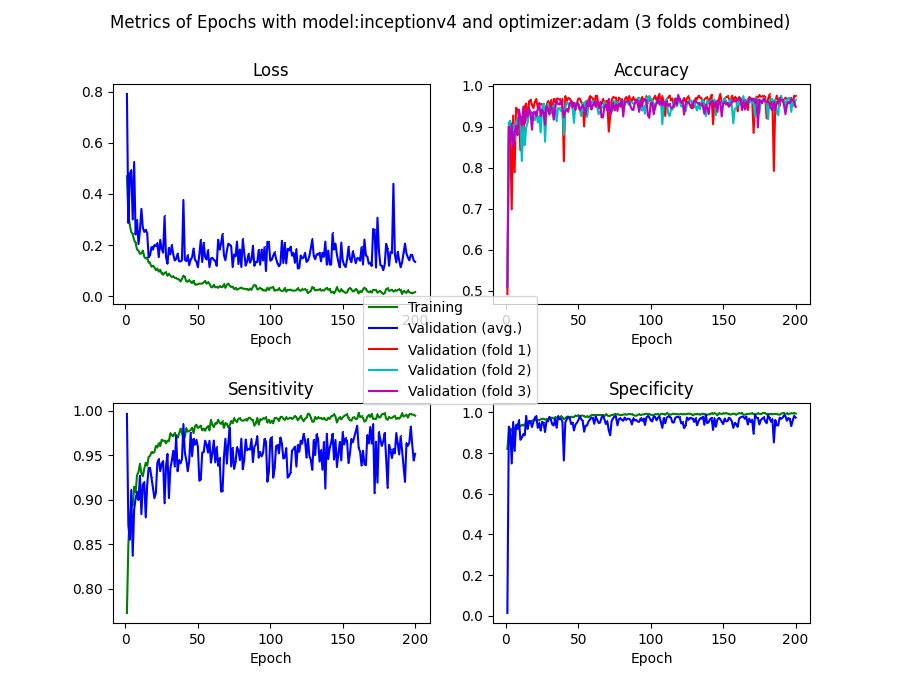 Metrics of Epochs with model:inceptionv4 and optimizer:adam (3 folds combined)
Loss
0.8
0.6
0.4
0.2
0.0
0 50 100 150 200
Epoch
Accuracy
1.0
0.9
0.8
0.7
0.6
0.5
0 50 100 150 200
Epoch
Training
Validation (avg.)
Validation (fold 1)
Validation (fold 2)
Validation (fold 3)
Sensitivity
1.00
0.95
0.90
0.85
0.80
0 50 100 150 200
Epoch
Specificity
1.0
0.8
0.6
0.4
0.2
0.0
0 50 100 150 200
Epoch